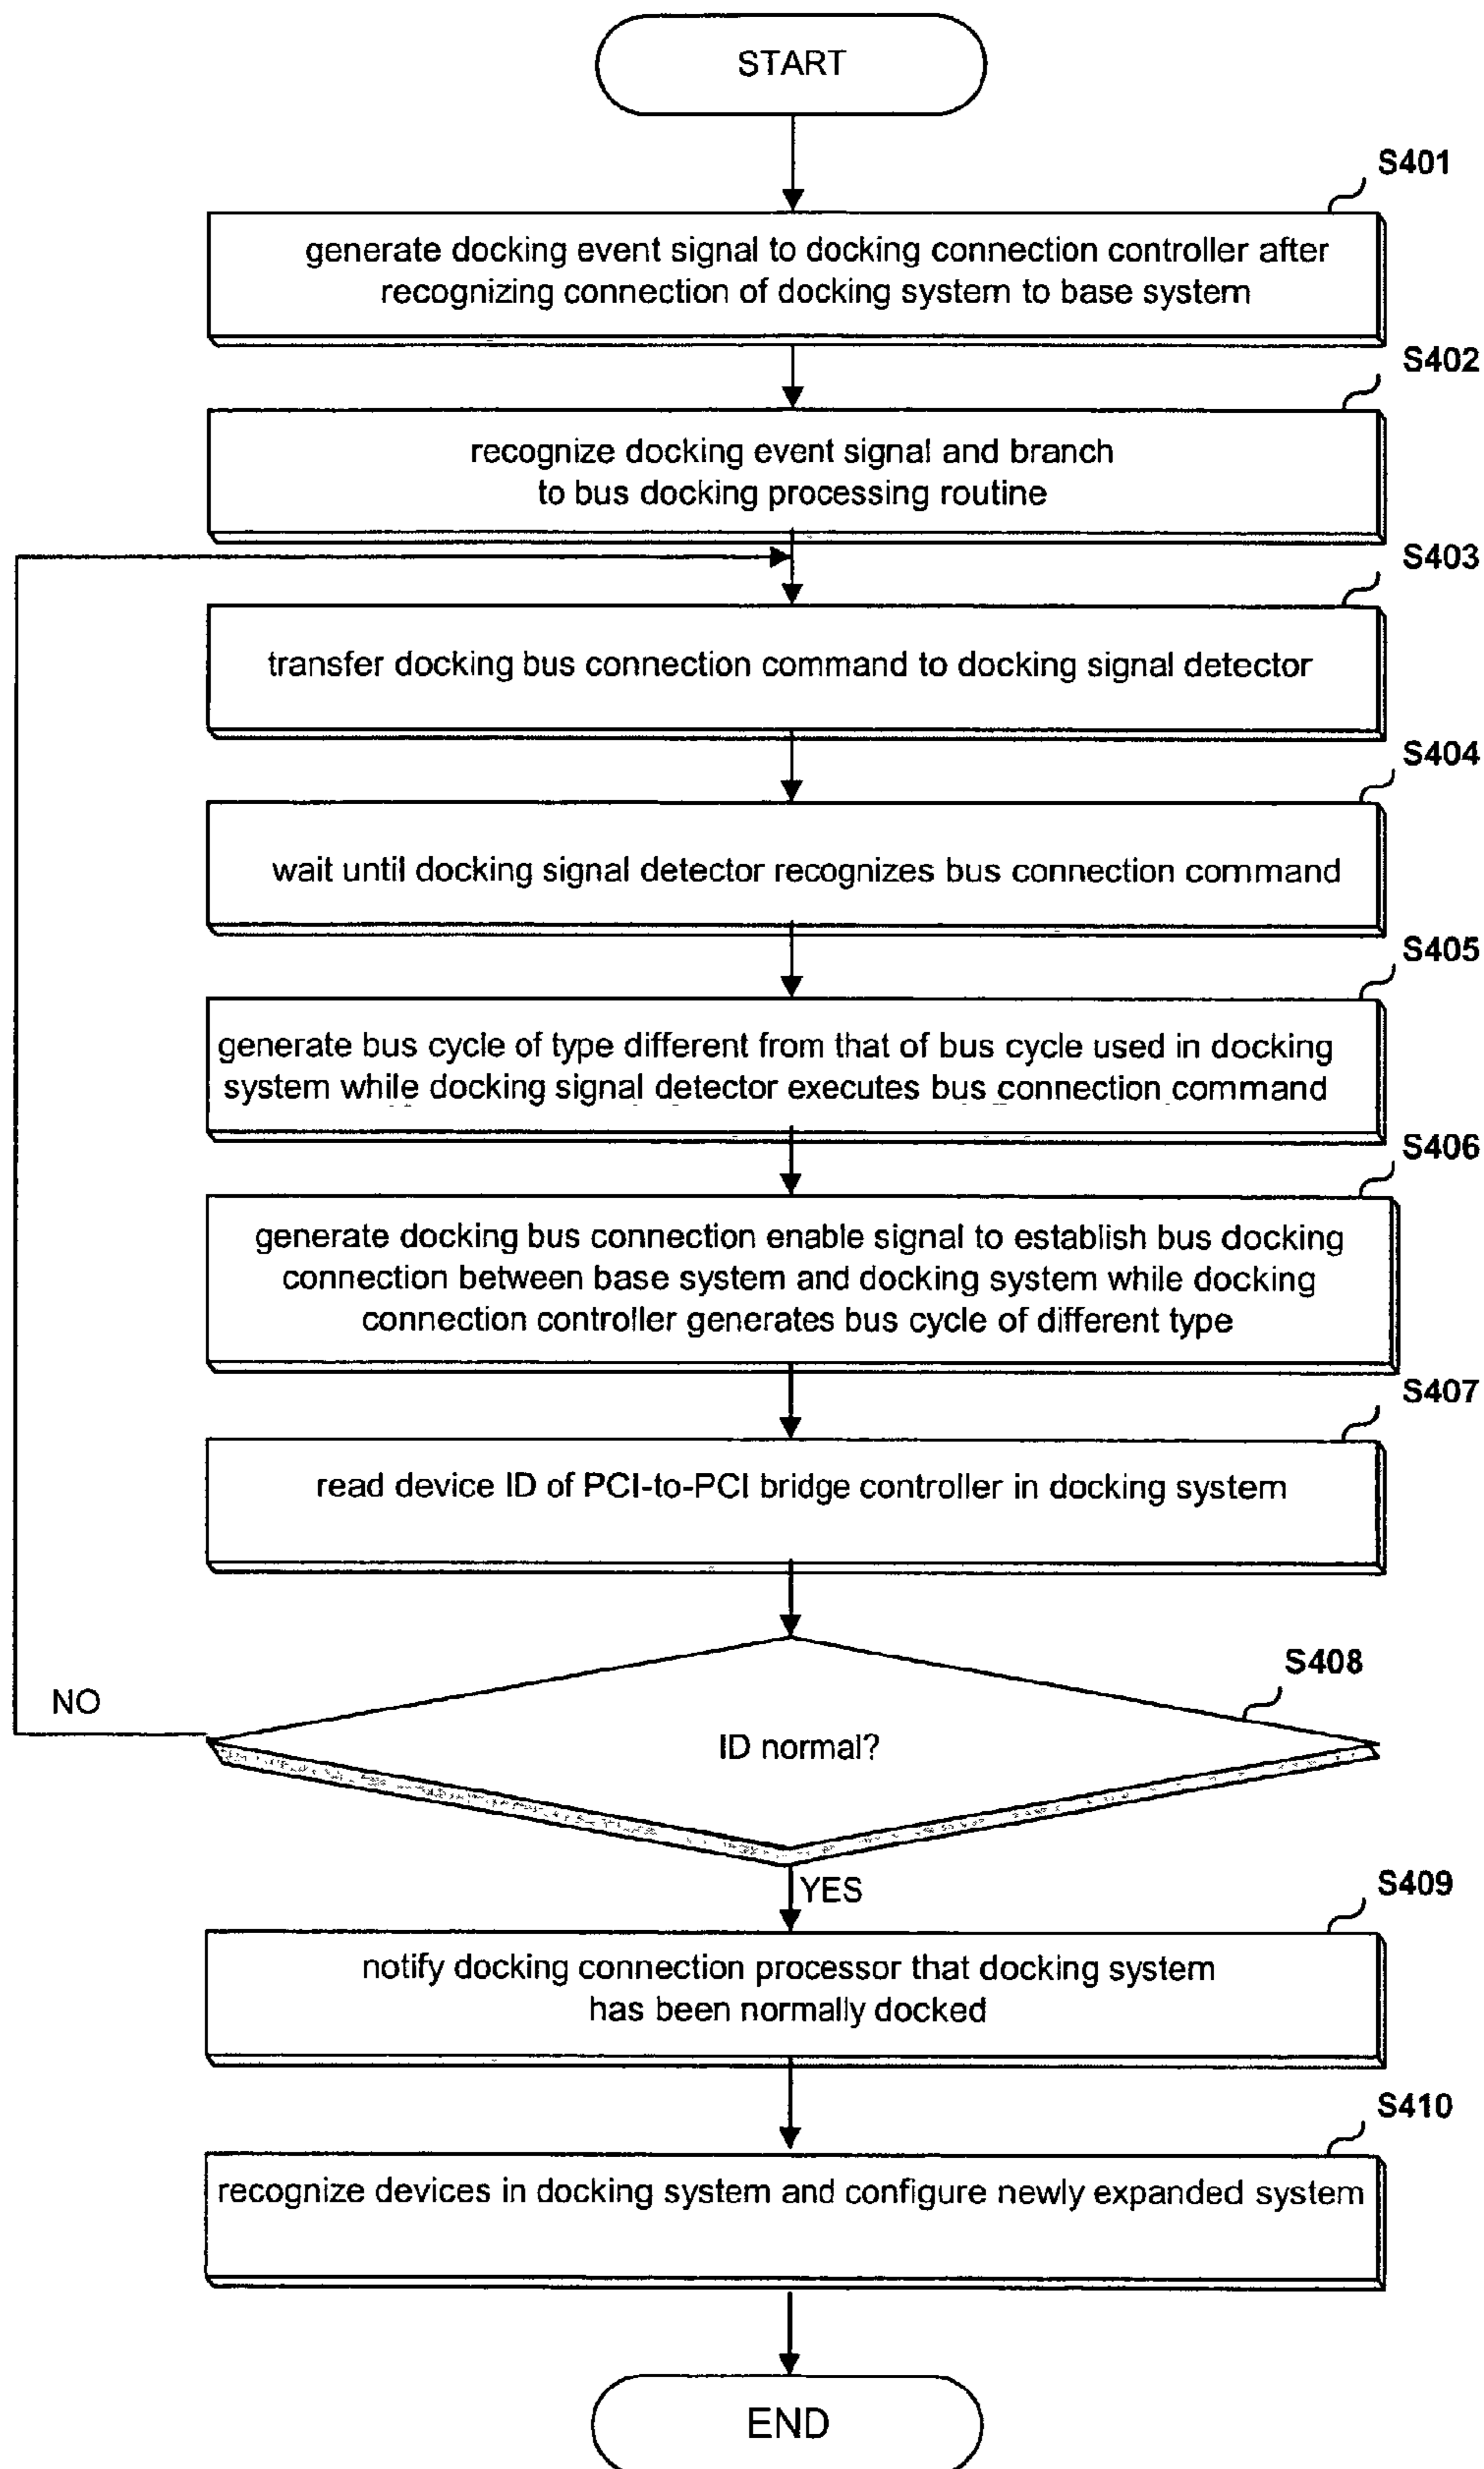 START
S401
generate docking event signal to docking connection controller after
recognizing connection of docking system to base system
S402
recognize docking event signal and branch
to bus docking processing routine
S403
transfer docking bus connection command to docking signal detector
S404
wait until docking signal detector recognizes bus connection command
S405
generate bus cycle of type different from that of bus cycle used in docking
system while docking signal detector executes bus connection command
S406
generate docking bus connection enable signal to establish bus docking
connection between base system and docking system while docking
connection controller generates bus cycle of different type
S407
read device ID of PCI-to-PCI bridge controller in docking system
S408
NO
ID normal?
YES
S409
notify docking connection processor that docking system
has been normally docked
S410
recognize devices in docking system and configure newly expanded system
END